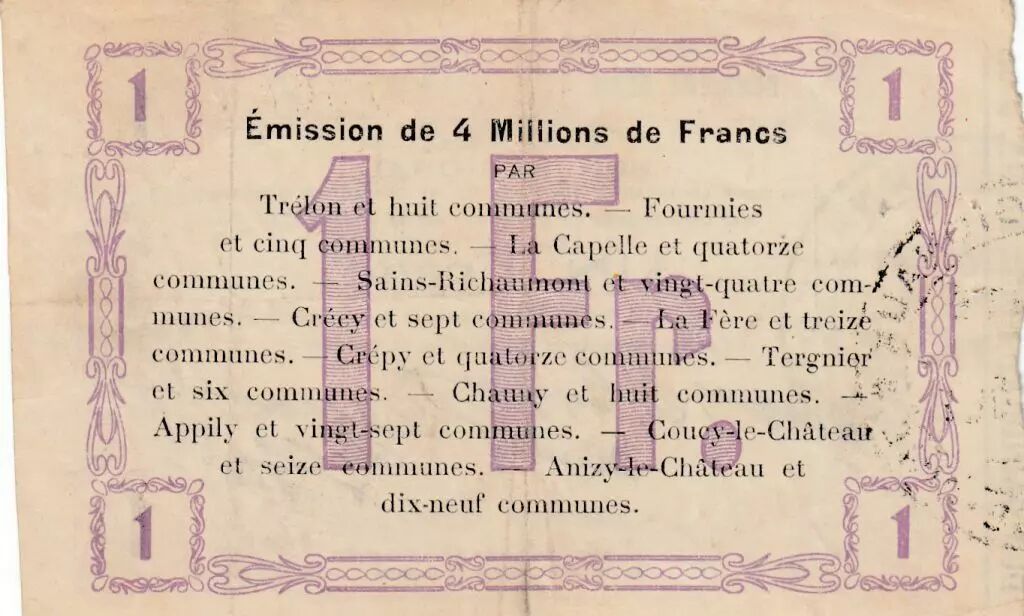 1 1
Émission de 4 Millions de Francs
PAR
1 Fr.
Trélon et huit communes. — Fourmies
et cinq communes. — La Capelle et quatorze
communes. — Sains-Richaumont et vingt-quatre com-
munes. — Crécy et sept communes. — La Fère et treize
communes. — Crépy et quatorze communes. — Tergnier
et six communes. — Chauny et huit communes. —
Appily et vingt-sept communes. — Coucy-le-Château
et seize communes. — Anizy-le-Château et
dix-neuf communes.
1 1